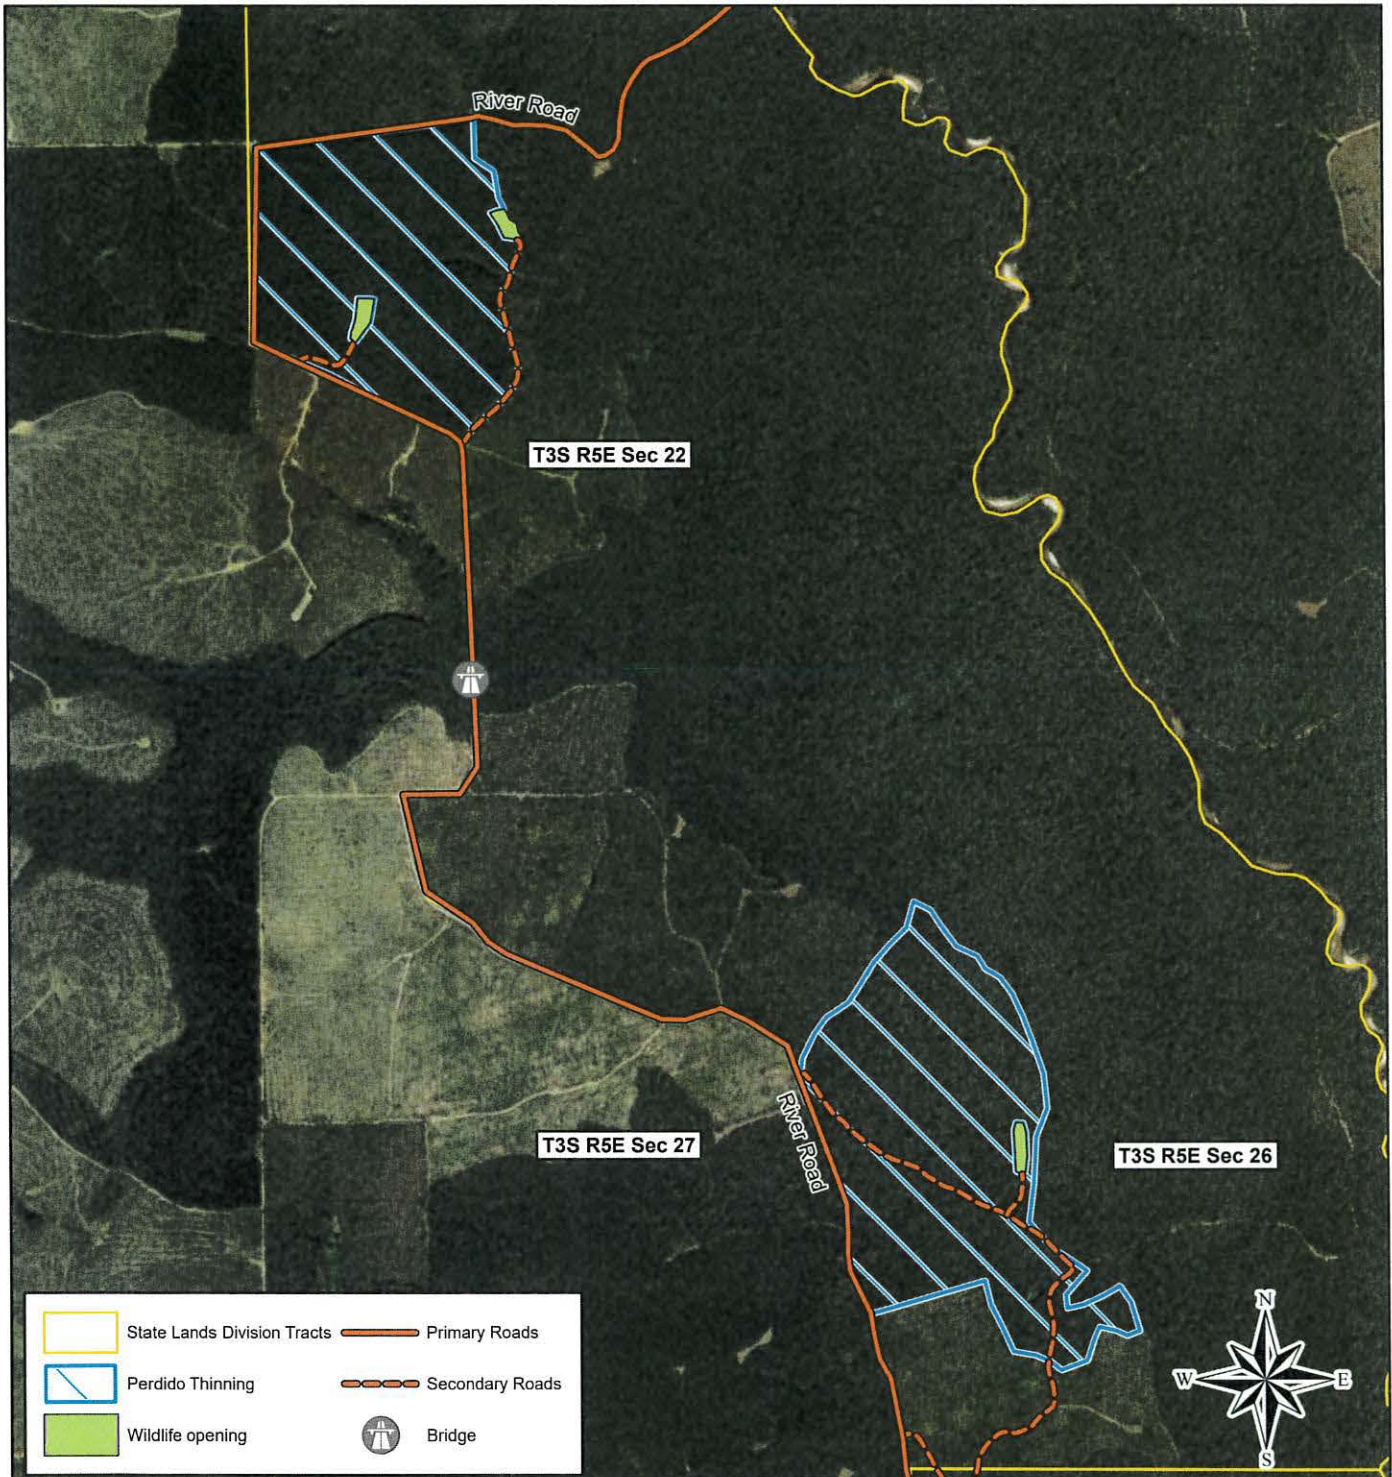 River Road
T3S R5E Sec 22
River Road
T3S R5E Sec 27
T3S R5E Sec 26
State Lands Division Tracts
Primary Roads
Perdido Thinning
Secondary Roads
Wildlife opening
Bridge
N
W
E
S